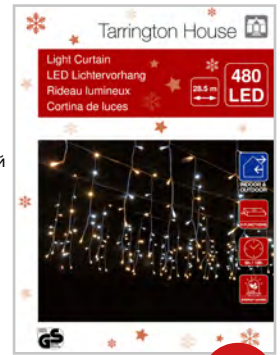 Tarrington House
Light Curtain
LED Lichtervorhang
Rideau lumineux
Cortina de luces
28.5 m
480
LED
й
INDOOR &
OUTDOOR
GS